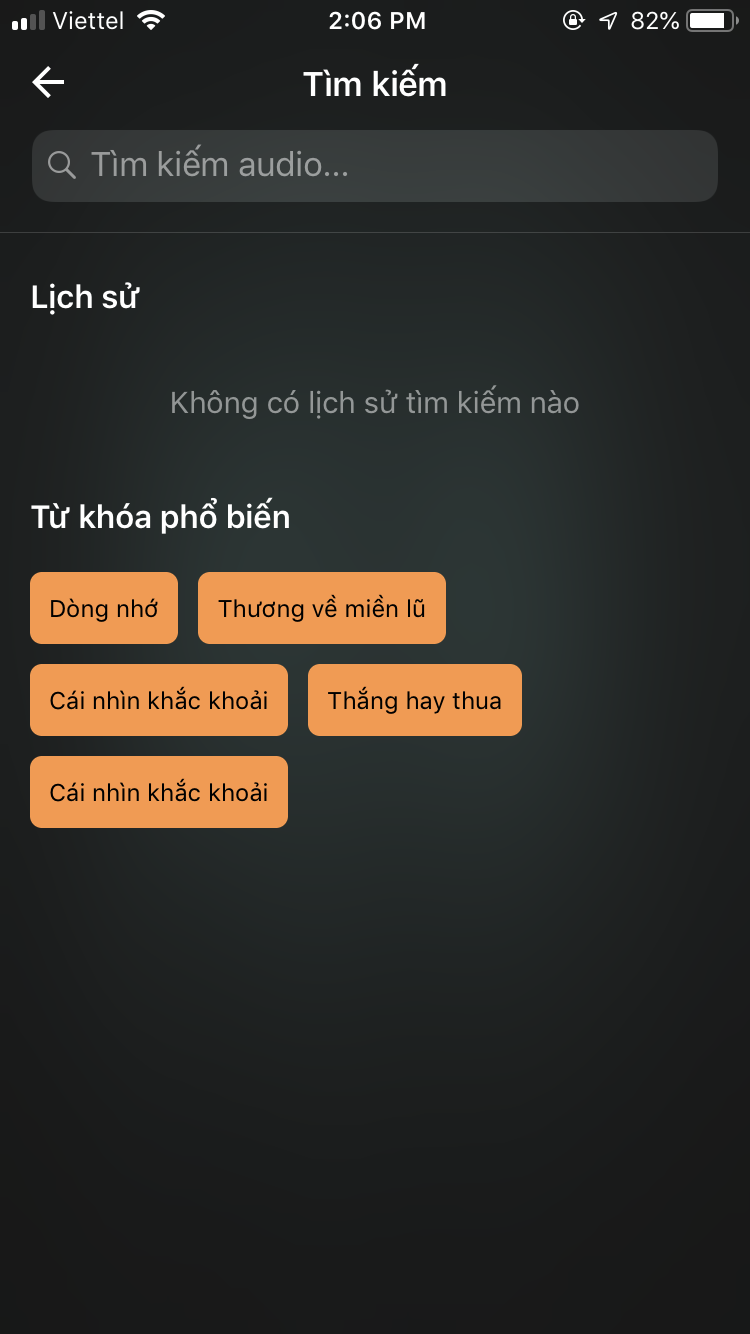 Viettel 2:06 PM 82%
Tìm kiếm
Tìm kiếm audio...
Lịch sử
Không có lịch sử tìm kiếm nào
Từ khóa phổ biến
Dòng nhớ Thương về miền lũ
Cái nhìn khắc khoải Thắng hay thua
Cái nhìn khắc khoải